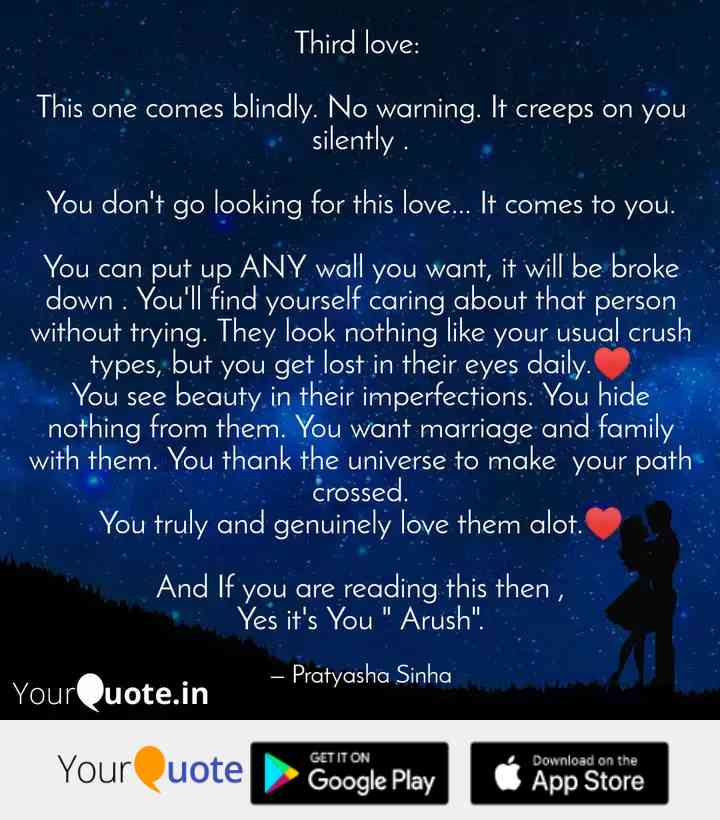 Third love:
This one comes blindly. No warning. It creeps on you
silently .
You don't go looking for this love... It comes to you.
You can put up ANY wall you want, it will be broke
down . You'll find yourself caring about that person
without trying. They look nothing like your usual crush
types, but you get lost in their eyes daily.♥️
You see beauty in their imperfections. You hide
nothing from them. You want marriage and family
with them. You thank the universe to make  your path
crossed.
You truly and genuinely love them alot.♥️
And If you are reading this then ,
Yes it's You " Arush".
– Pratyasha Sinha
YourQuote.in
YourQuote
GET IT ON
Google Play
Download on the
App Store